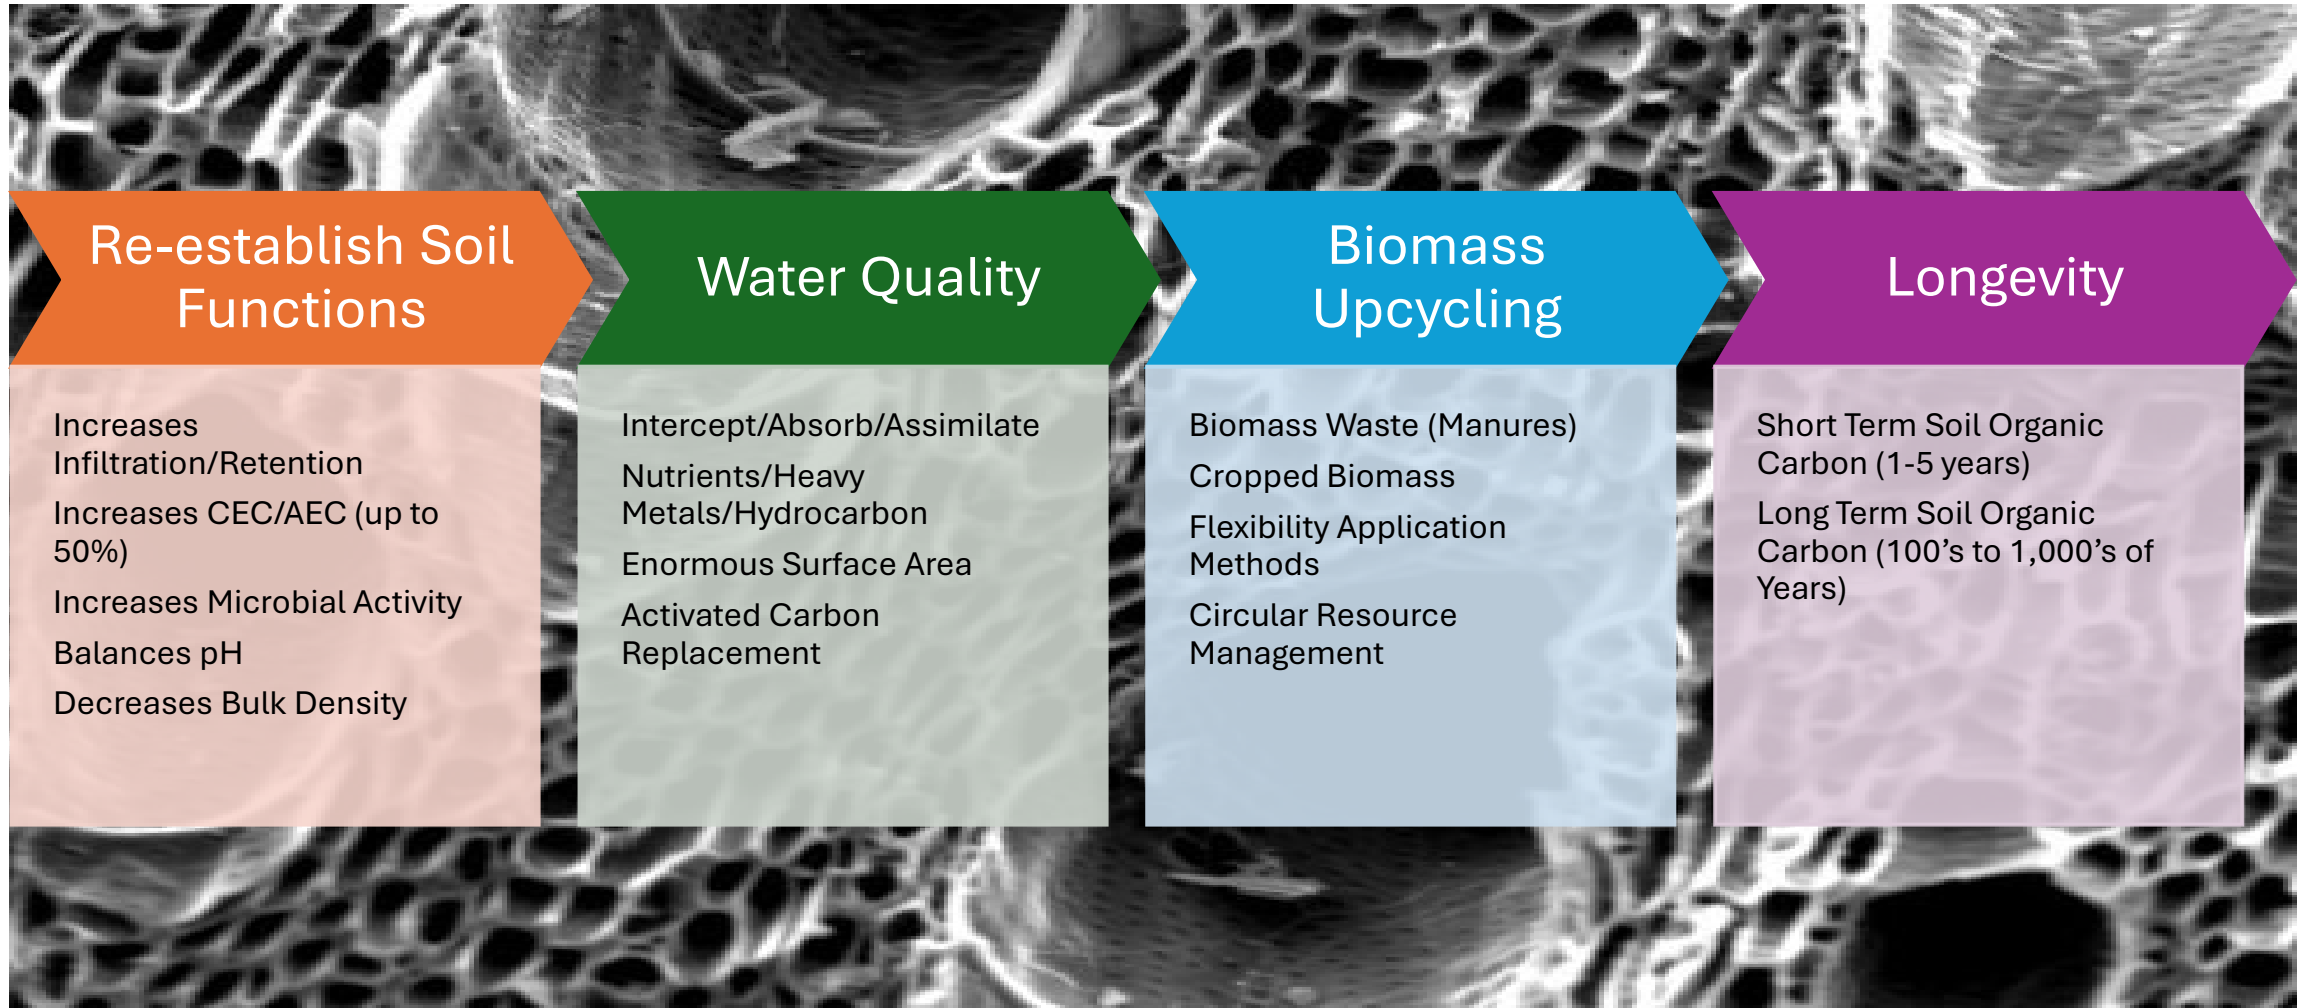 Re-establish Soil
Functions
Increases
Infiltration/Retention
Increases CEC/AEC (up to
50%)
Increases Microbial Activity
Balances pH
Decreases Bulk Density
Water Quality
Intercept/Absorb/Assimilate
Nutrients/Heavy
Metals/Hydrocarbon
Enormous Surface Area
Activated Carbon
Replacement
Biomass
Upcycling
Biomass Waste (Manures)
Cropped Biomass
Flexibility Application
Methods
Circular Resource
Management
Longevity
Short Term Soil Organic
Carbon (1-5 years)
Long Term Soil Organic
Carbon (100’s to 1,000’s of
Years)